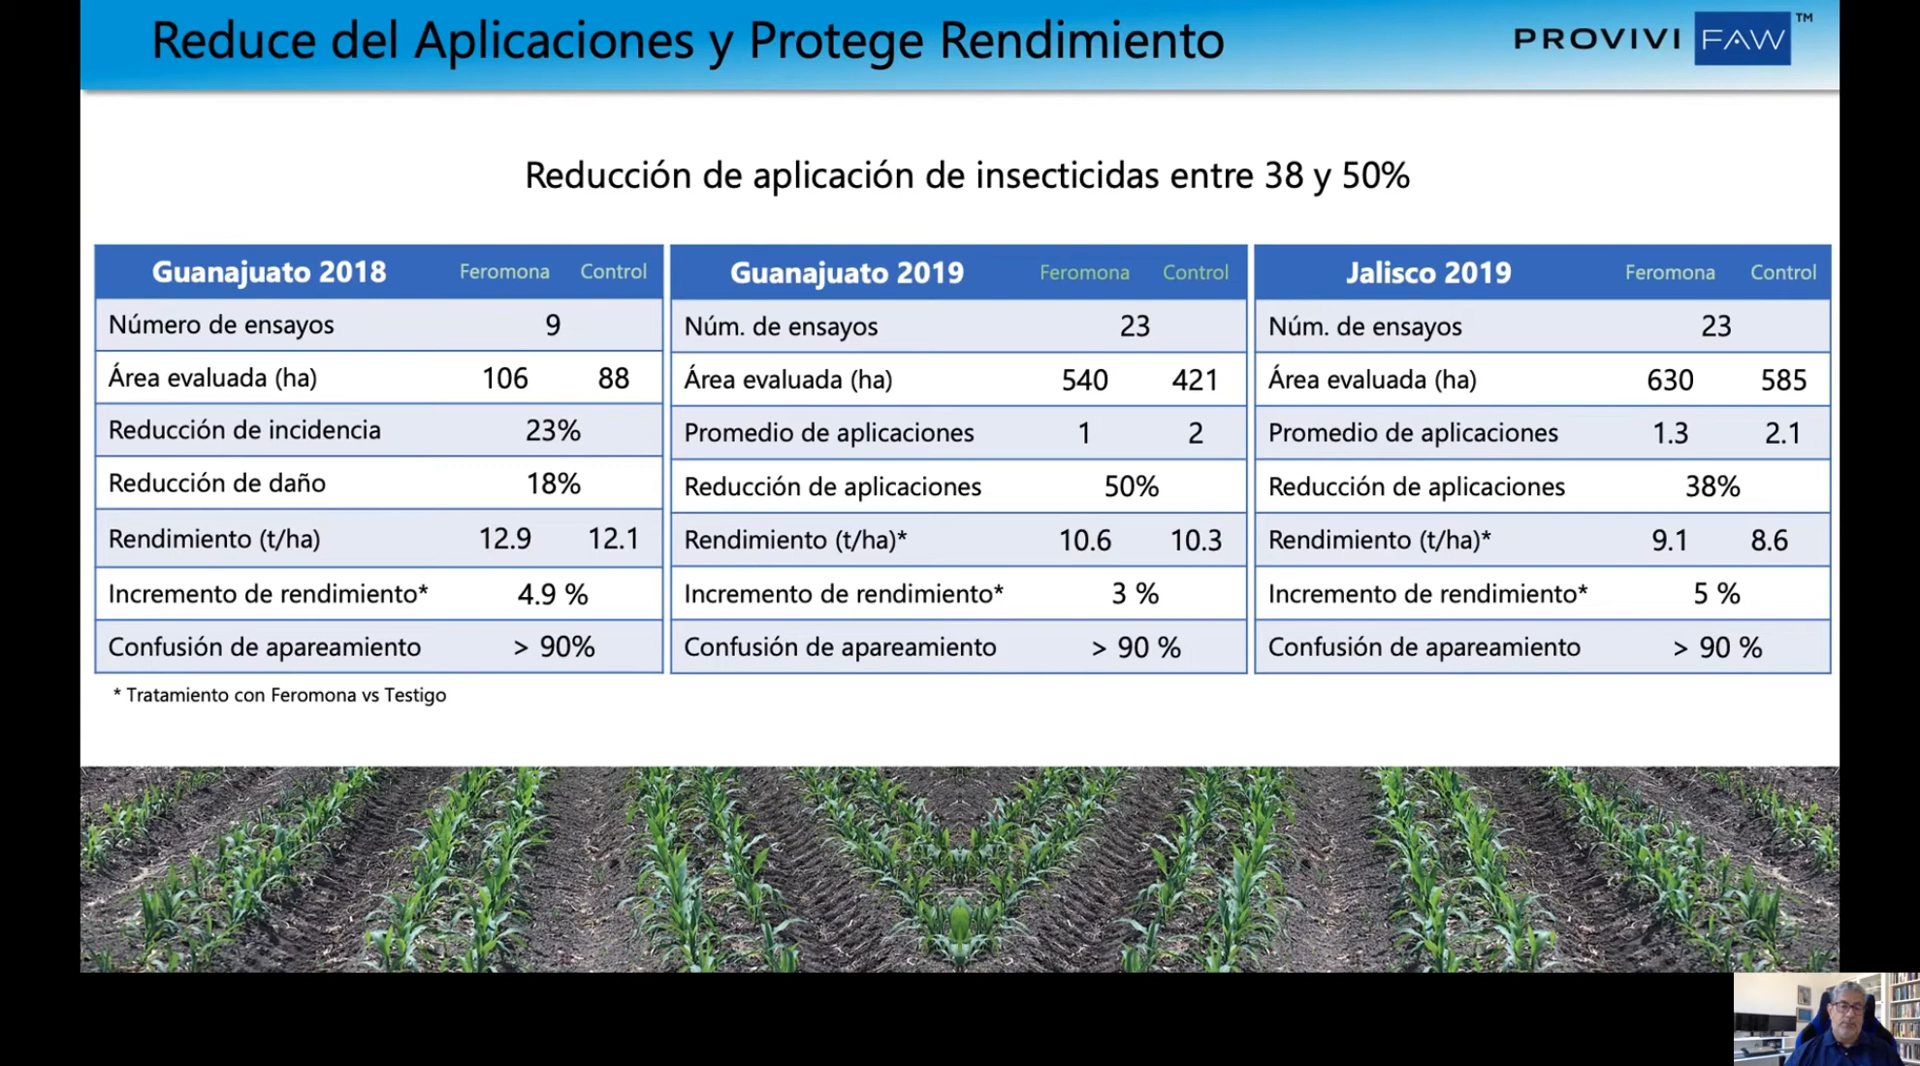 Reduce del Aplicaciones y Protege Rendimiento
PROVIVI FAW™
Reducción de aplicación de insecticidas entre 38 y 50%
Guanajuato 2018 Feromona Control
Número de ensayos 9
Área evaluada (ha) 106 88
Reducción de incidencia 23%
Reducción de daño 18%
Rendimiento (t/ha) 12.9 12.1
Incremento de rendimiento* 4.9 %
Confusión de apareamiento > 90%
Guanajuato 2019 Feromona Control
Núm. de ensayos 23
Área evaluada (ha) 540 421
Promedio de aplicaciones 1 2
Reducción de aplicaciones 50%
Rendimiento (t/ha)* 10.6 10.3
Incremento de rendimiento* 3 %
Confusión de apareamiento > 90 %
Jalisco 2019 Feromona Control
Núm. de ensayos 23
Área evaluada (ha) 630 585
Promedio de aplicaciones 1.3 2.1
Reducción de aplicaciones 38%
Rendimiento (t/ha)* 9.1 8.6
Incremento de rendimiento* 5 %
Confusión de apareamiento > 90 %
* Tratamiento con Feromona vs Testigo